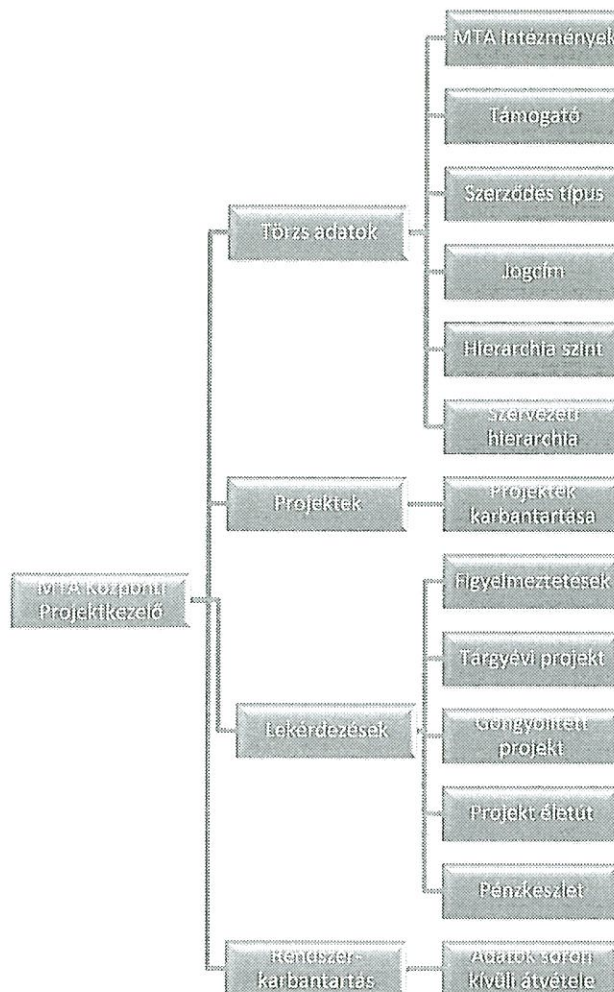 MTA Intézmények
Támogató
Szerződés típus
Törzs adatok
Jogcím
Hierarchia szint
Szervezeti
hierarchia
Projektek
Projektek
karbantartása
MTA Központi
Projektkezelő
Figyelmeztetések
Tárgyévi projekt
Lekérdezések
Göngyölített
projekt
Projekt életút
Pénzkeszlet
Rendszer-
karbantartás
Adatok soron
kívüli átvétele